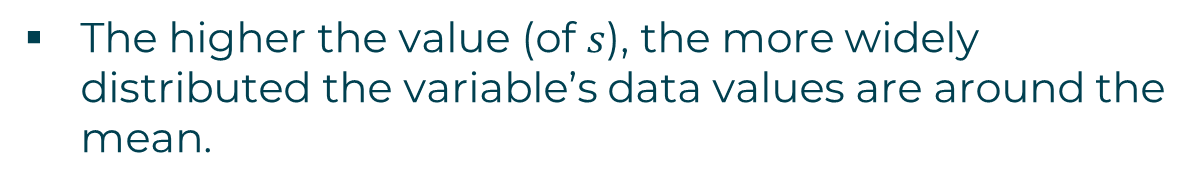 ▪ The higher the value (of s), the more widely
distributed the variable’s data values are around the
mean.